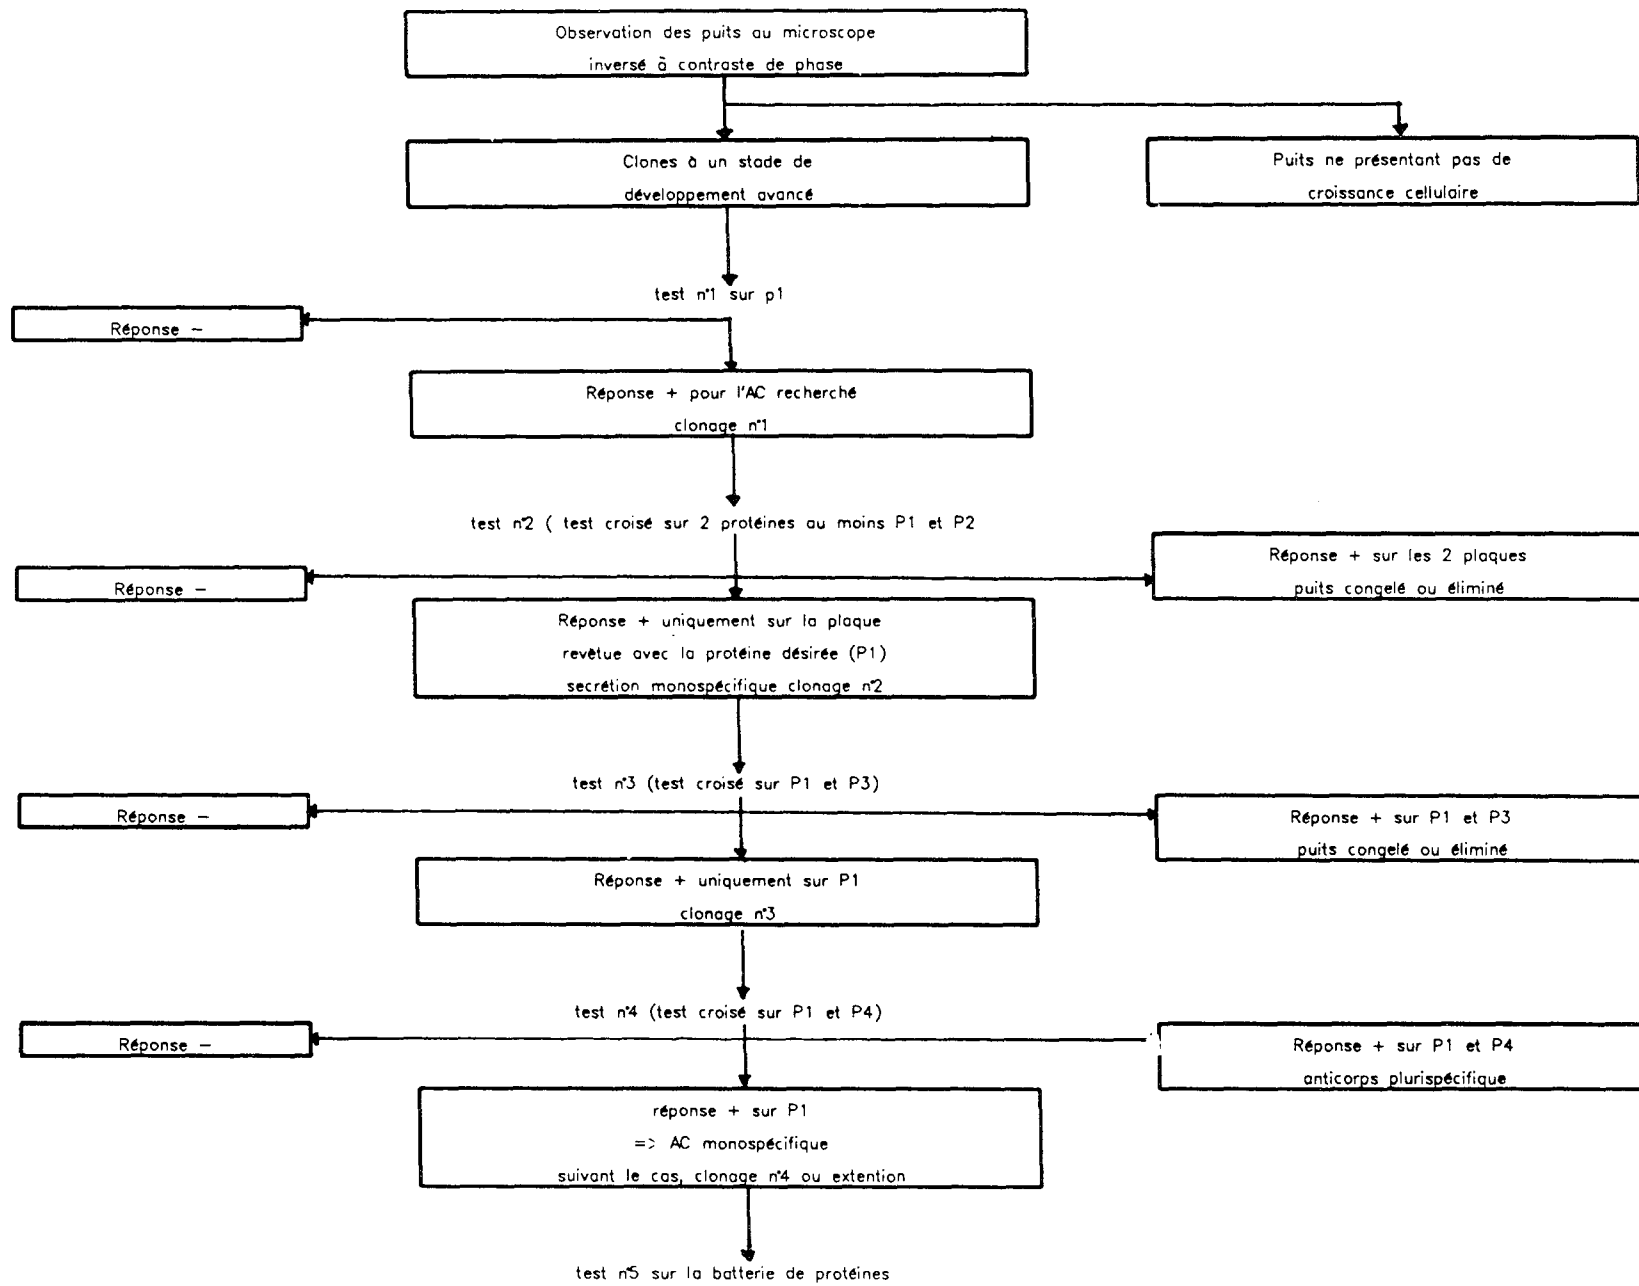 Observation des puits au microscope
inversé à contraste de phase
Clones à un stade de
développement avancé
Puits ne présentant pas de
croissance cellulaire
test n°1 sur p1
Réponse –
Réponse + pour l'AC recherché
clonage n°1
test n°2 ( test croisé sur 2 protéines au moins P1 et P2
Réponse –
Réponse + sur les 2 plaques
puits congelé ou éliminé
Réponse + uniquement sur la plaque
revètue avec la protéine désirée (P1)
secrétion monospécifique clonage n°2
test n°3 (test croisé sur P1 et P3)
Réponse –
Réponse + sur P1 et P3
puits congelé ou éliminé
Réponse + uniquement sur P1
clonage n°3
test n°4 (test croisé sur P1 et P4)
Réponse –
Réponse + sur P1 et P4
anticorps plurispécifique
réponse + sur P1
=> AC monospécifique
suivant le cas, clonage n°4 ou extention
test n°5 sur la batterie de protéines